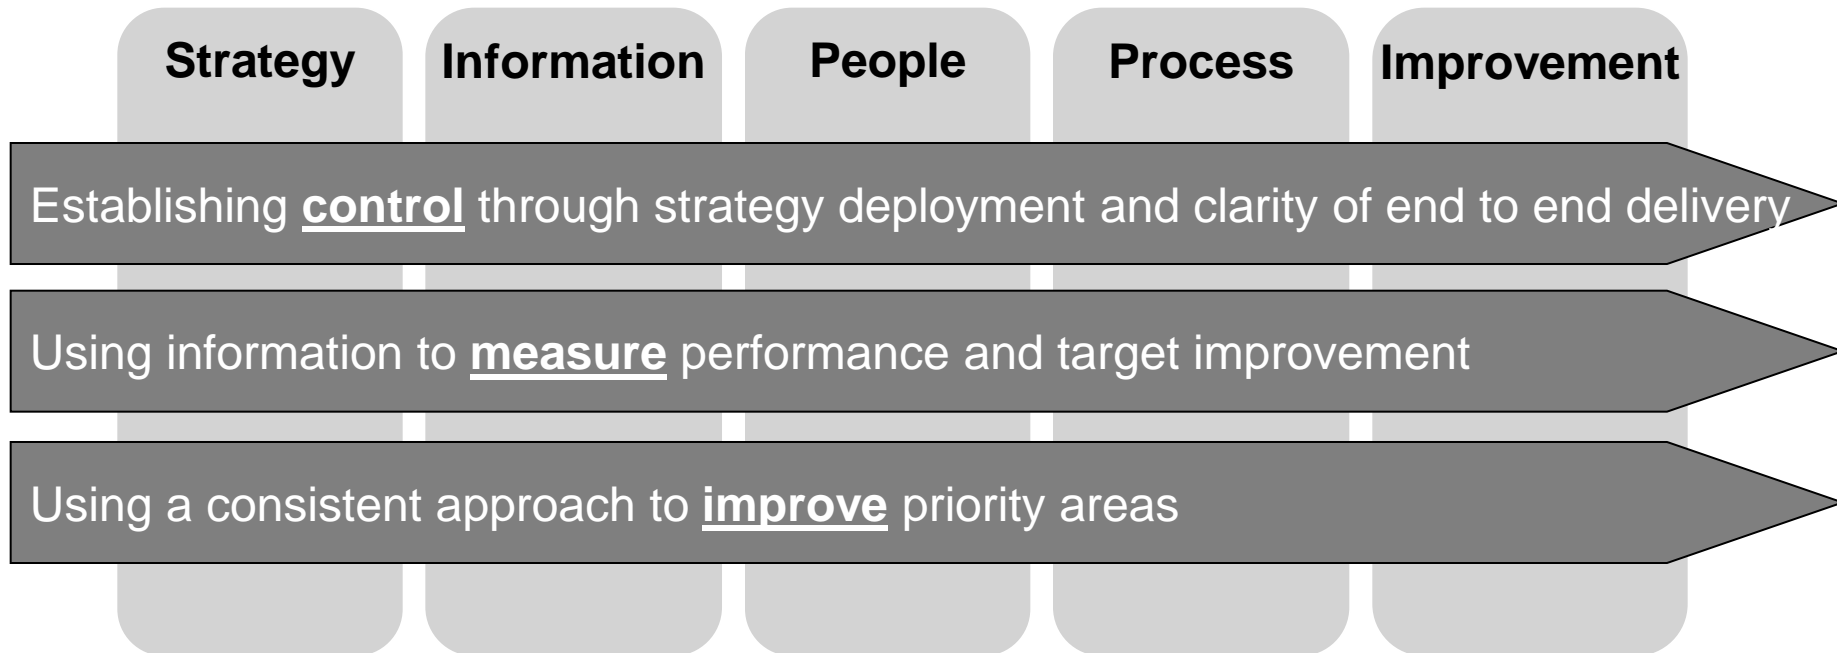 Strategy Information People Process Improvement
Establishing control through strategy deployment and clarity of end to end delivery
Using information to measure performance and target improvement
Using a consistent approach to improve priority areas